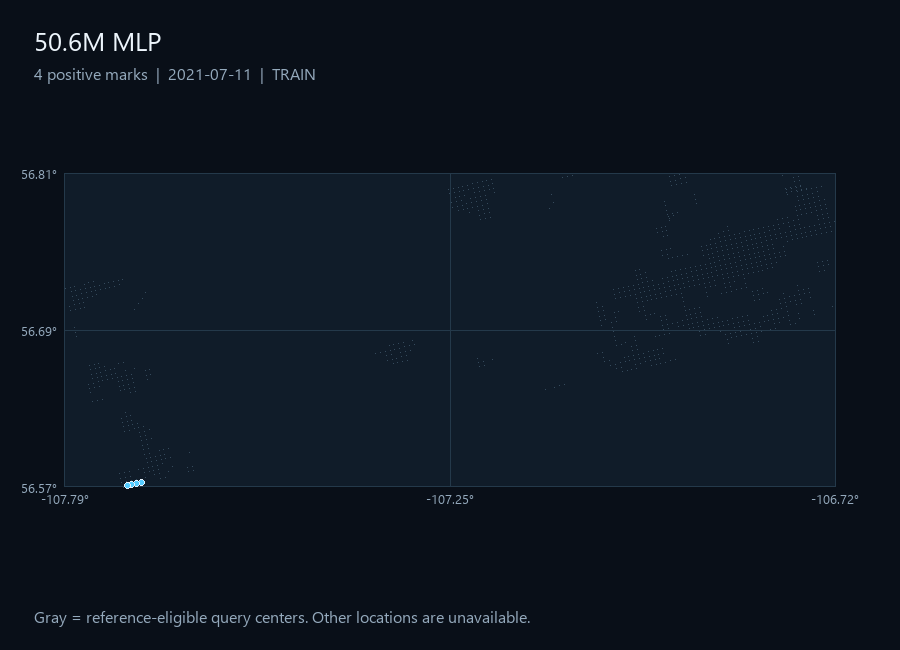 50.6M MLP
4 positive marks | 2021-07-11 | TRAIN
56.81°
56.69°
56.57°
-107.79°
-107.25°
-106.72°
Gray = reference-eligible query centers. Other locations are unavailable.